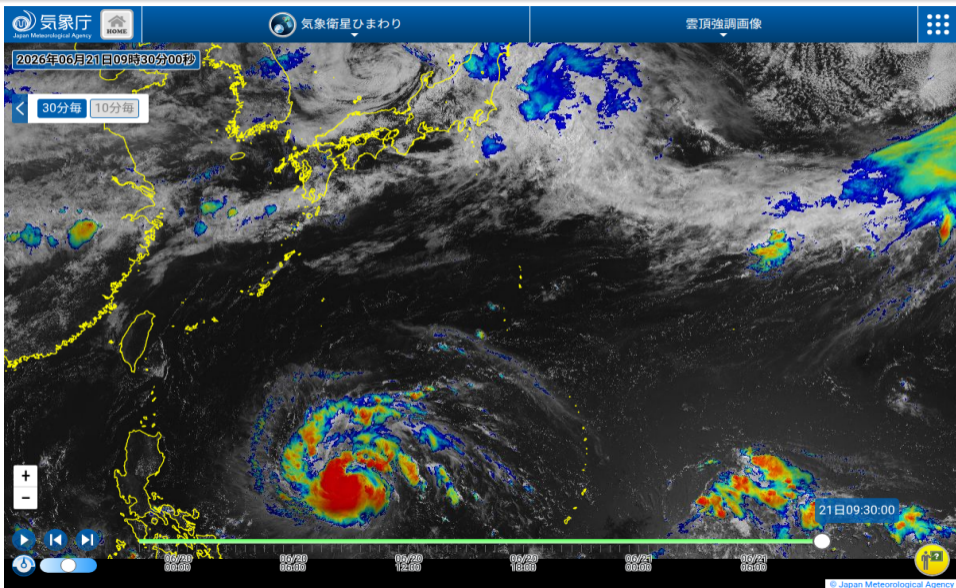 気象庁
Japan Meteorological Agency
HOME
気象衛星ひまわり
雲頂強調画像
2026年06月21日09時30分00秒
30分毎
10分毎
+
−
21日09:30:00
06/20 00:00
06/20 06:00
06/20 12:00
06/20 18:00
06/21 00:00
06/21 06:00
© Japan Meteorological Agency